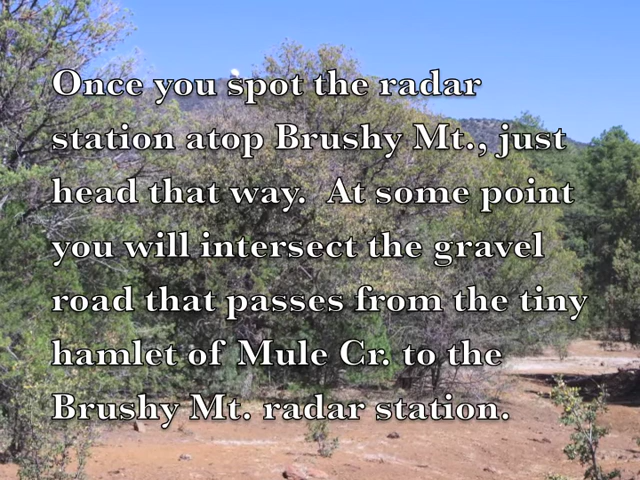 Once you spot the radar
station atop Brushy Mt., just
head that way.  At some point
you will intersect the gravel
road that passes from the tiny
hamlet of Mule Cr. to the
Brushy Mt. radar station.